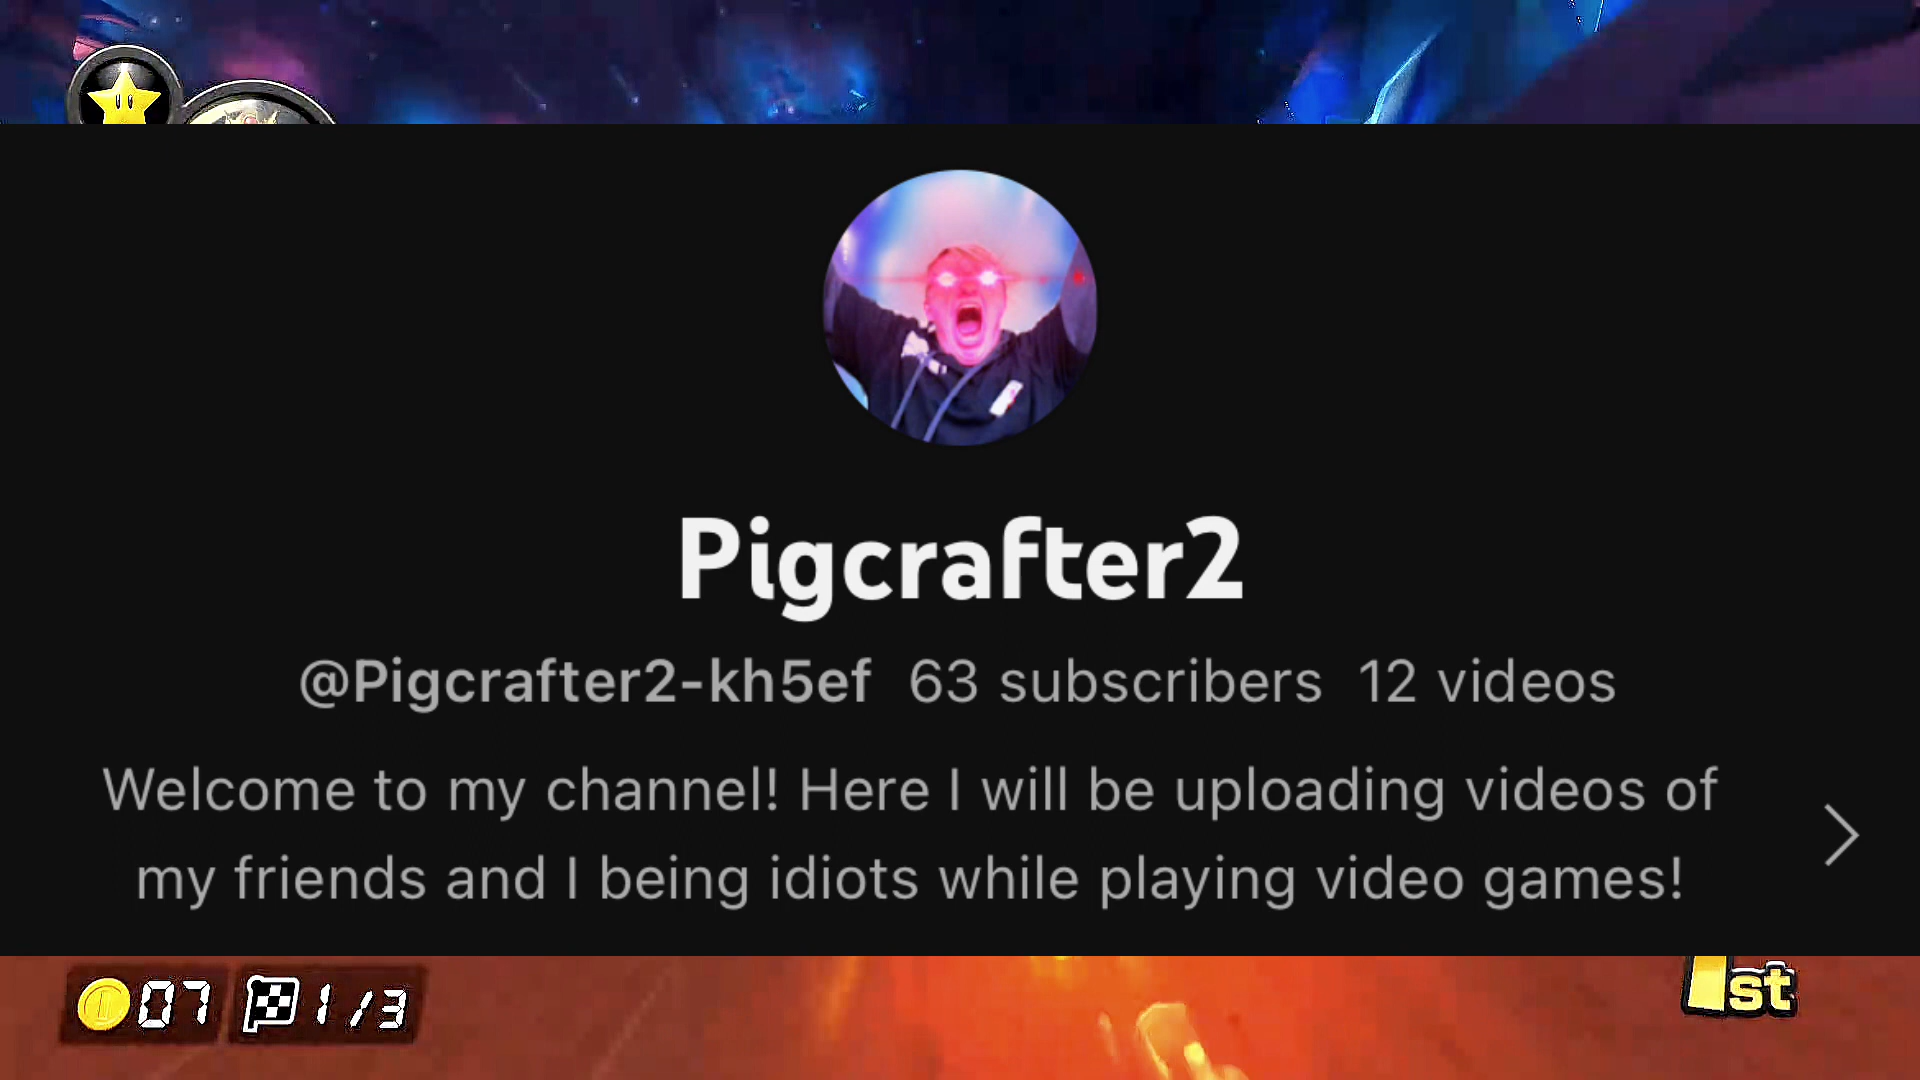 Pigcrafter2
@Pigcrafter2-kh5ef 63 subscribers 12 videos
Welcome to my channel! Here I will be uploading videos of
my friends and I being idiots while playing video games!
07 1/3
1st